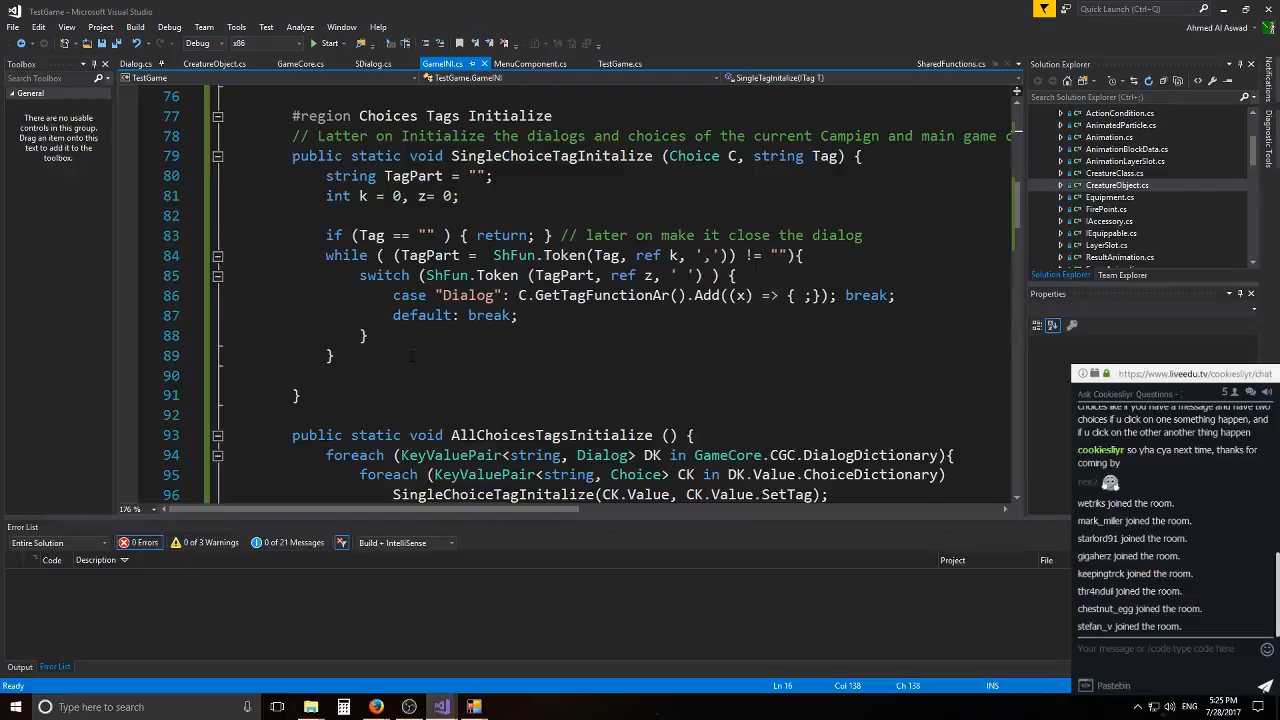 TestGame - Microsoft Visual Studio
Quick Launch (Ctrl+;)
File Edit View Project Build Debug Team Tools Test Analyze Window Help
Ahmed Al Aswad
Debug x86 Start
Toolbox
Search Toolbox
General
There are no usable
controls in this group.
Drag an item onto this
text to add it to the
toolbox.
Dialog.cs CreatureObject.cs GameCore.cs SDialog.cs GameINI.cs MenuComponent.cs TestGame.cs SharedFunctions.cs
TestGame TestGame.GameINI SingleTagInitalize(ITag T)
76
77 #region Choices Tags Initialize
78 // Latter on Initialize the dialogs and choices of the current Campign and main game c
79 public static void SingleChoiceTagInitalize (Choice C, string Tag) {
80 string TagPart = "";
81 int k = 0, z= 0;
82
83 if (Tag == "" ) { return; } // later on make it close the dialog
84 while ( (TagPart =  ShFun.Token(Tag, ref k, ',')) != ""){
85 switch (ShFun.Token (TagPart, ref z, ' ') ) {
86 case "Dialog": C.GetTagFunctionAr().Add((x) => { ;}); break;
87 default: break;
88 }
89 }
90
91 }
92
93 public static void AllChoicesTagsInitialize () {
94 foreach (KeyValuePair<string, Dialog> DK in GameCore.CGC.DialogDictionary){
95 foreach (KeyValuePair<string, Choice> CK in DK.Value.ChoiceDictionary)
96 ingleChoiceTagInitalize(CK.Value, CK.Value.SetTag);
176 %
Solution Explorer
Search Solution Explorer (Ctrl+;)
ActionCondition.cs
AnimatedParticle.cs
Animation.cs
AnimationBlockData.cs
AnimationLayerSlot.cs
CreatureClass.cs
CreatureObject.cs
Equipment.cs
FirePoint.cs
IAccessory.cs
IEquippable.cs
LayerSlot.cs
ResultAnimation.cs
Solution Explorer Team Explorer
Properties
Notifications
Diagnostic Tools
Error List
Entire Solution 0 Errors 0 of 3 Warnings 0 of 21 Messages Build + IntelliSense
Code Description Project File
Output Error List
Ready Ln 16 Col 138 Ch 138 INS
https://www.liveedu.tv/cookiesliyr/chat
Ask Cookiesliyr Questions - 5
choices like if you have a message and have two
choices if u click on one something happen, and
if u click on the other another thing happen
cookiesliyr so yha cya next time, thanks for
coming by
wetriks joined the room.
mark_miller joined the room.
starlord91 joined the room.
gigaherz joined the room.
keepingtrck joined the room.
thr4nduil joined the room.
chestnut_egg joined the room.
stefan_v joined the room.
Your message or /code type code here
Pastebin
Type here to search
ENG
5:25 PM
7/28/2017